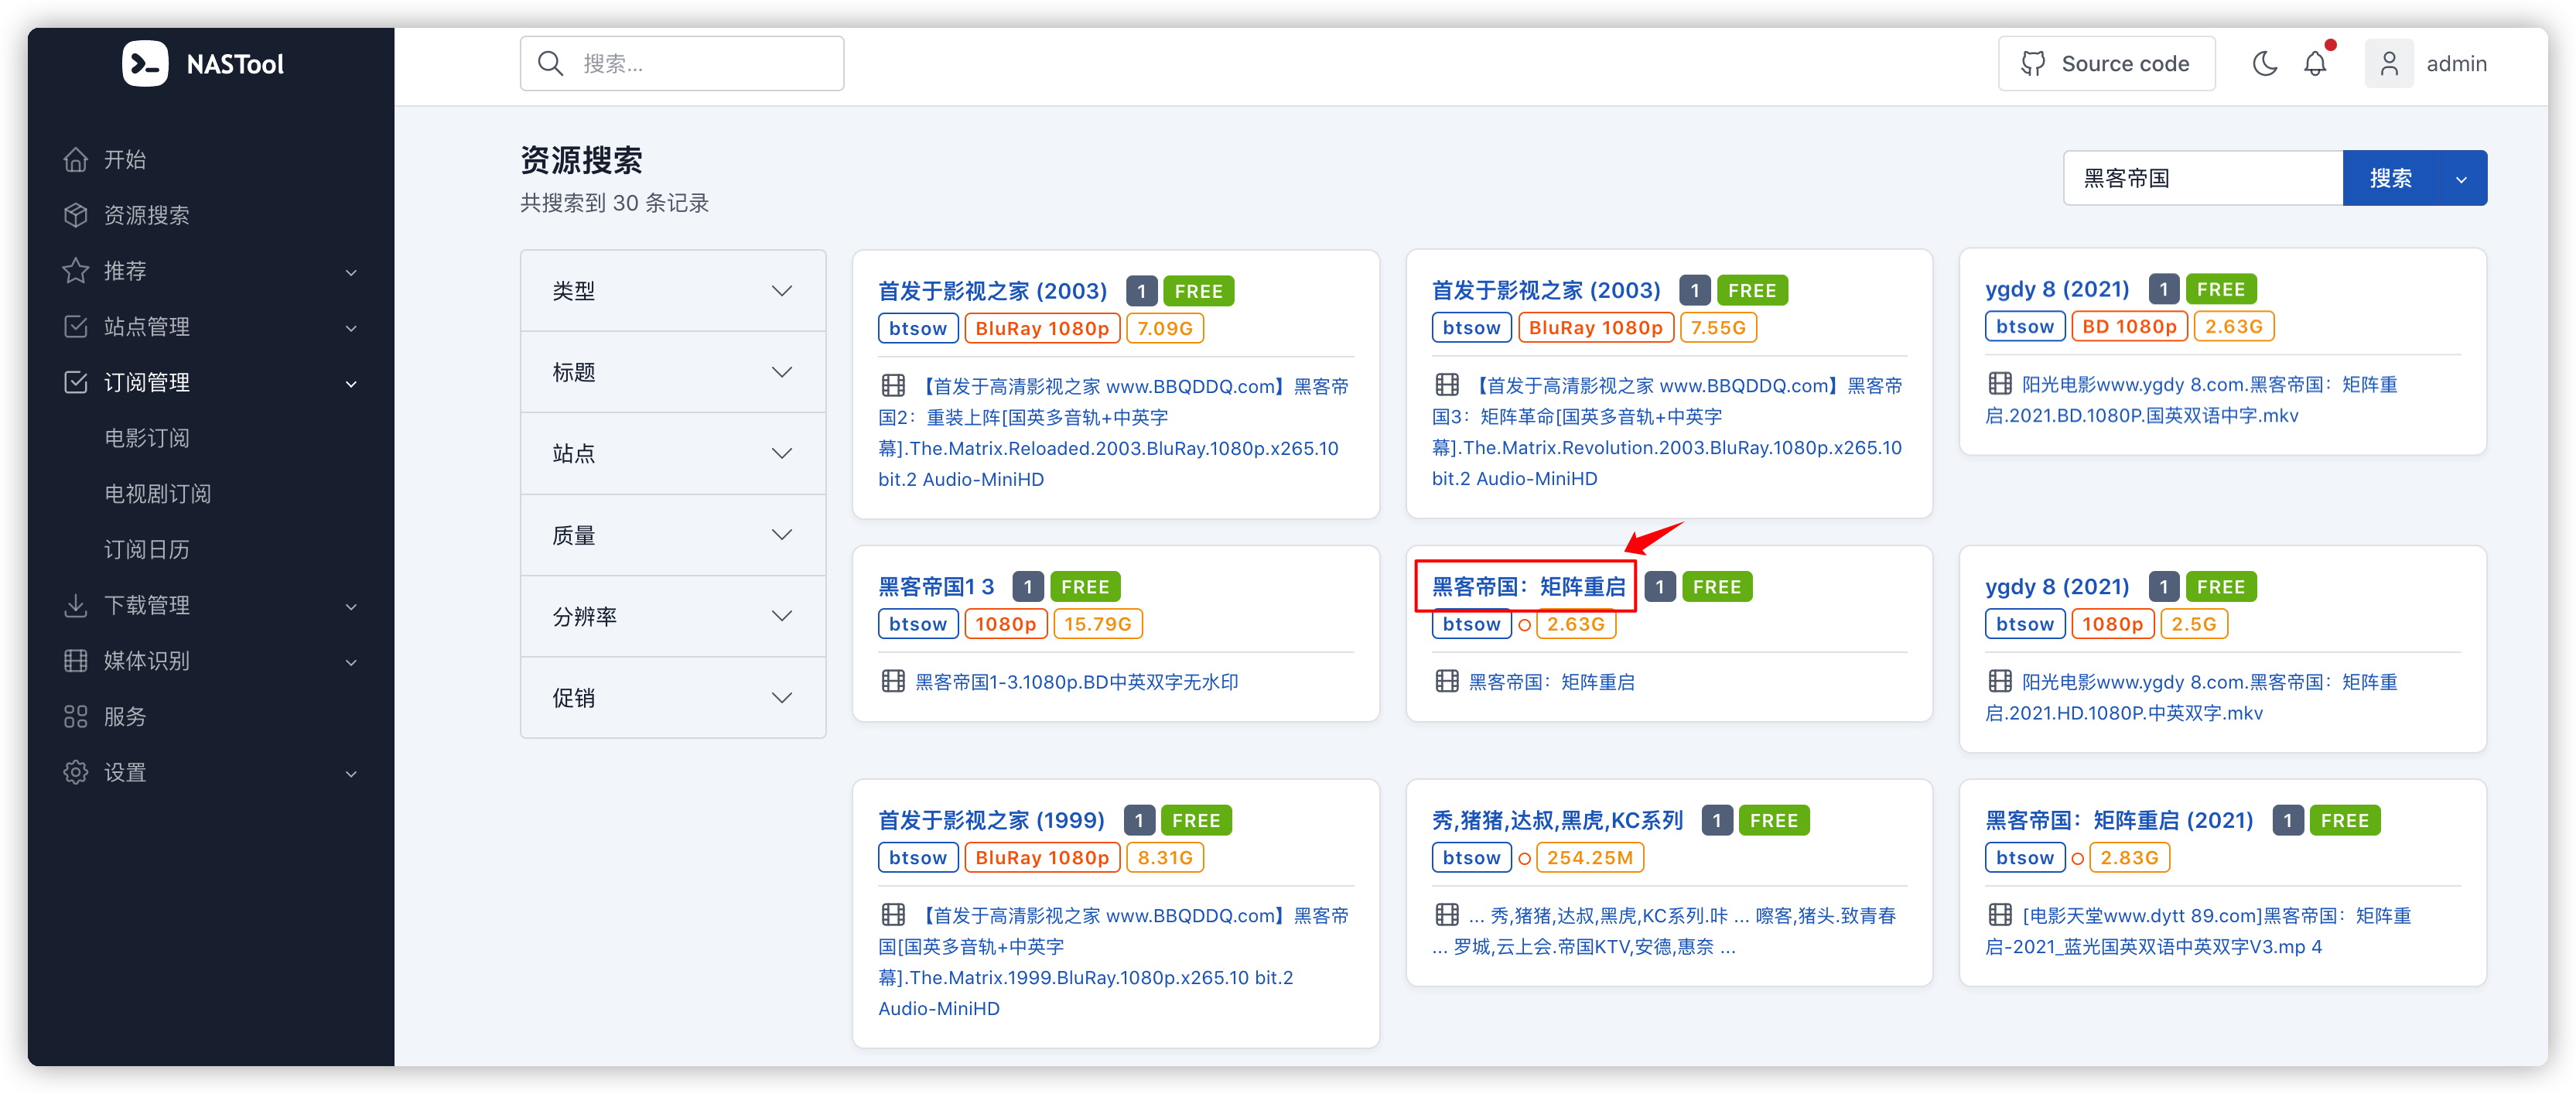 NASTool
搜索...
Source code
admin
开始
资源搜索
推荐
站点管理
订阅管理
电影订阅
电视剧订阅
订阅日历
下载管理
媒体识别
服务
设置
资源搜索
共搜索到 30 条记录
黑客帝国
搜索
类型
标题
站点
质量
分辨率
促销
首发于影视之家 (2003) 1 FREE
btsow BluRay 1080p 7.09G
【首发于高清影视之家 www.BBQDDQ.com】黑客帝
国2：重装上阵[国英多音轨+中英字
幕].The.Matrix.Reloaded.2003.BluRay.1080p.x265.10
bit.2 Audio-MiniHD
首发于影视之家 (2003) 1 FREE
btsow BluRay 1080p 7.55G
【首发于高清影视之家 www.BBQDDQ.com】黑客帝
国3：矩阵革命[国英多音轨+中英字
幕].The.Matrix.Revolution.2003.BluRay.1080p.x265.10
bit.2 Audio-MiniHD
ygdy 8 (2021) 1 FREE
btsow BD 1080p 2.63G
阳光电影www.ygdy 8.com.黑客帝国：矩阵重
启.2021.BD.1080P.国英双语中字.mkv
黑客帝国1 3 1 FREE
btsow 1080p 15.79G
黑客帝国1-3.1080p.BD中英双字无水印
黑客帝国：矩阵重启 1 FREE
btsow 2.63G
黑客帝国：矩阵重启
ygdy 8 (2021) 1 FREE
btsow 1080p 2.5G
阳光电影www.ygdy 8.com.黑客帝国：矩阵重
启.2021.HD.1080P.中英双字.mkv
首发于影视之家 (1999) 1 FREE
btsow BluRay 1080p 8.31G
【首发于高清影视之家 www.BBQDDQ.com】黑客帝
国[国英多音轨+中英字
幕].The.Matrix.1999.BluRay.1080p.x265.10 bit.2
Audio-MiniHD
秀,猪猪,达叔,黑虎,KC系列 1 FREE
btsow 254.25M
... 秀,猪猪,达叔,黑虎,KC系列.咔 ... 嚓客,猪头.致青春
... 罗城,云上会.帝国KTV,安德,惠奈 ...
黑客帝国：矩阵重启 (2021) 1 FREE
btsow 2.83G
[电影天堂www.dytt 89.com]黑客帝国：矩阵重
启-2021_蓝光国英双语中英双字V3.mp 4